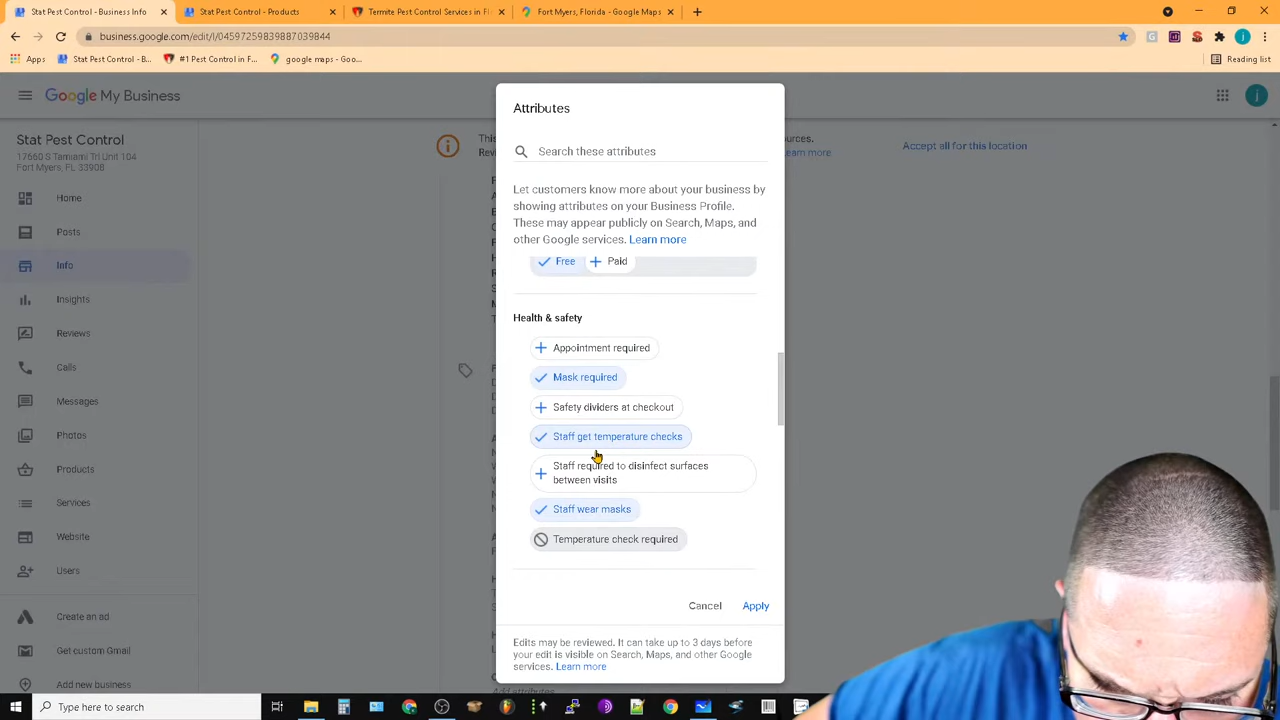 Stat Pest Control - Business Info
Stat Pest Control - Products
Termite Pest Control Services in Fl
Fort Myers, Florida - Google Maps
business.google.com/edit/l/04597259839887039844
Apps
Stat Pest Control - B...
#1 Pest Control in F...
google maps - Goo...
Reading list
Google My Business
Stat Pest Control
17660 S Tamiami Trl Unit 104
Fort Myers, FL 33908
Home
Posts
Info
Insights
Reviews
Calls
Messages
Photos
Products
Services
Website
Users
Create an ad
Get custom Gmail
Add new business
Accept all for this location
Attributes
Search these attributes
Let customers know more about your business by
showing attributes on your Business Profile.
These may appear publicly on Search, Maps, and
other Google services. Learn more
Free
Paid
Health & safety
Appointment required
Mask required
Safety dividers at checkout
Staff get temperature checks
Staff required to disinfect surfaces
between visits
Staff wear masks
Temperature check required
Cancel
Apply
Edits may be reviewed. It can take up to 3 days before
your edit is visible on Search, Maps, and other Google
services. Learn more
Add attributes
Type here to search